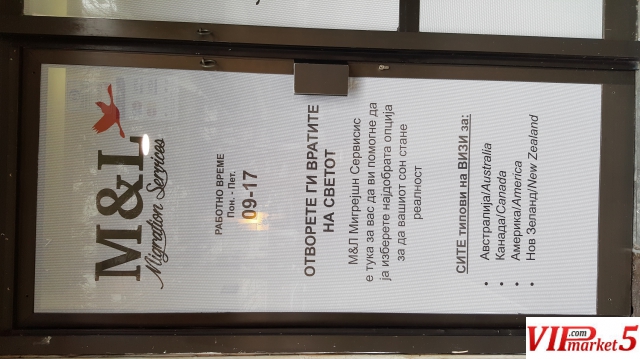 M&L
Migration Services
РАБОТНО ВРЕМЕ
Пон. - Пет.
09-17
ОТВОРЕТЕ ГИ ВРАТИТЕ
НА СВЕТОТ
М&Л Мигрејшн Сервисис
е тука за вас да ви помогне да
ја изберете најдобрата опција
за да вашиот сон стане
реалност
СИТЕ типови на ВИЗИ за:
• Австралија/Australia
• Канада/Canada
• Америка/America
• Нов Зеланд/New Zealand
VIP.com
market5